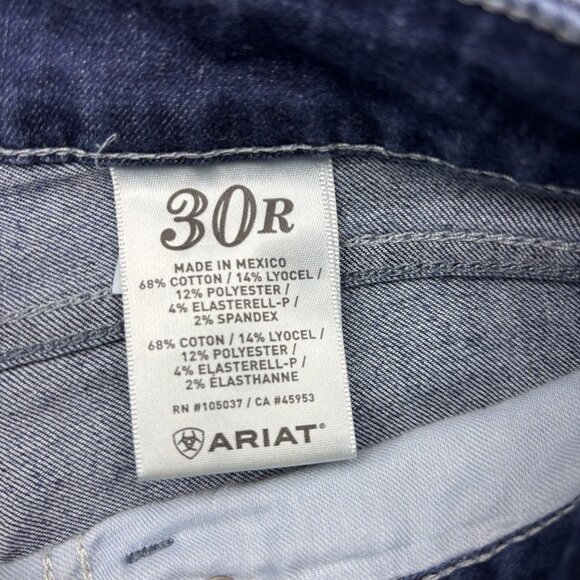 30R
MADE IN MEXICO
68% COTTON / 14% LYOCEL /
12% POLYESTER /
4% ELASTERELL-P /
2% SPANDEX
68% COTON / 14% LYOCEL /
12% POLYESTER /
4% ELASTERELL-P /
2% ÉLASTHANNE
RN #105037 / CA #45953
ARIAT®